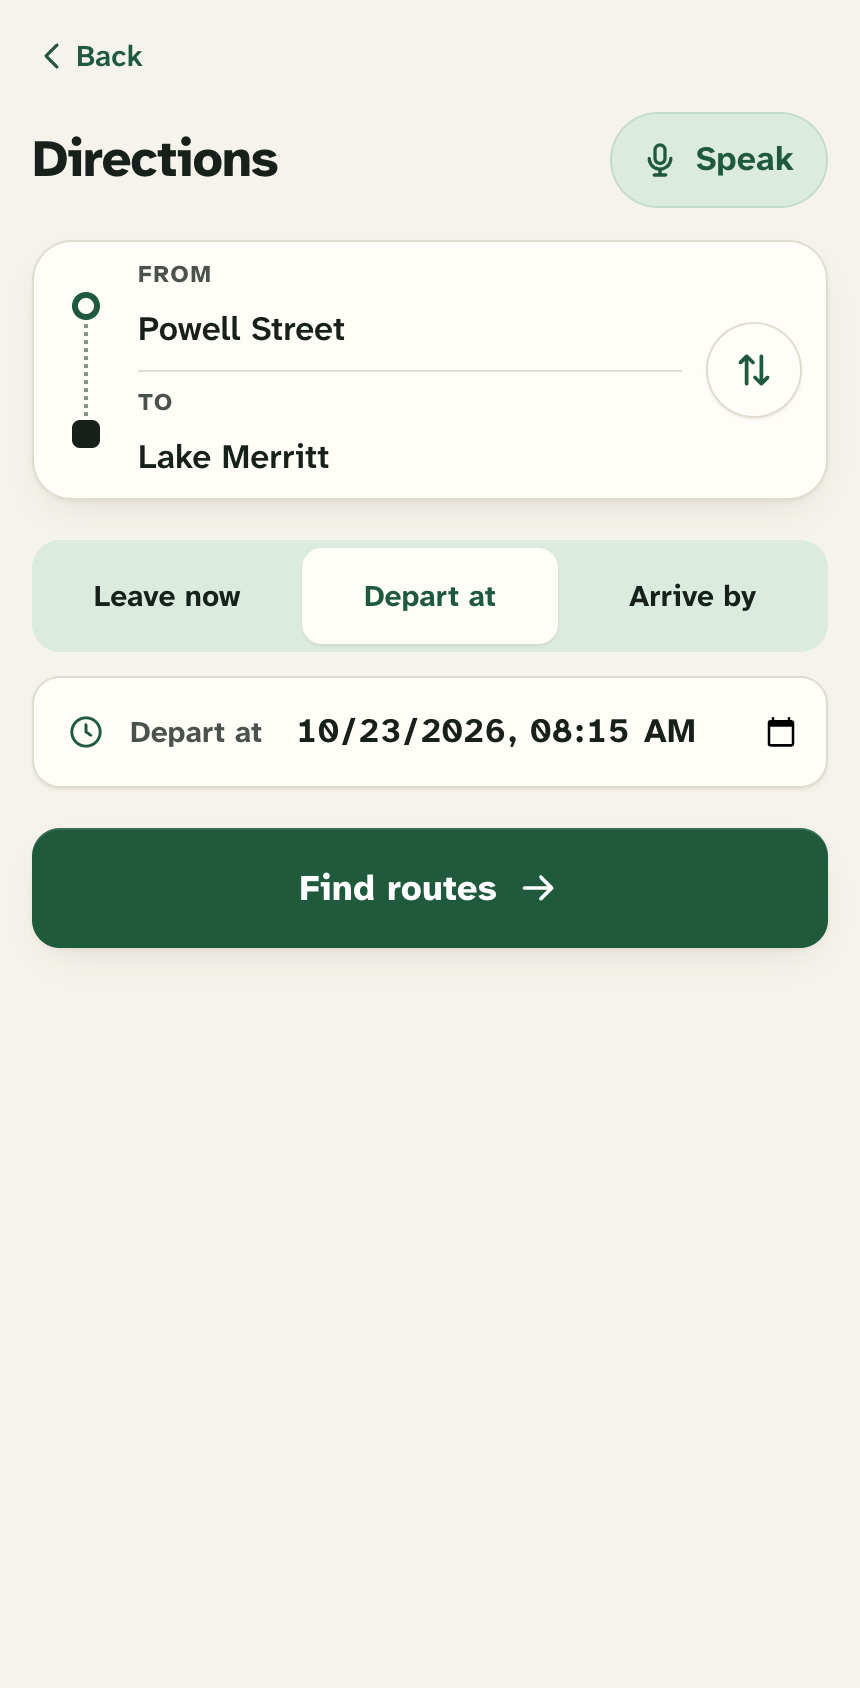 Back
Directions
Speak
FROM
Powell Street
TO
Lake Merritt
Leave now
Depart at
Arrive by
Depart at 10/23/2026, 08:15 AM
Find routes